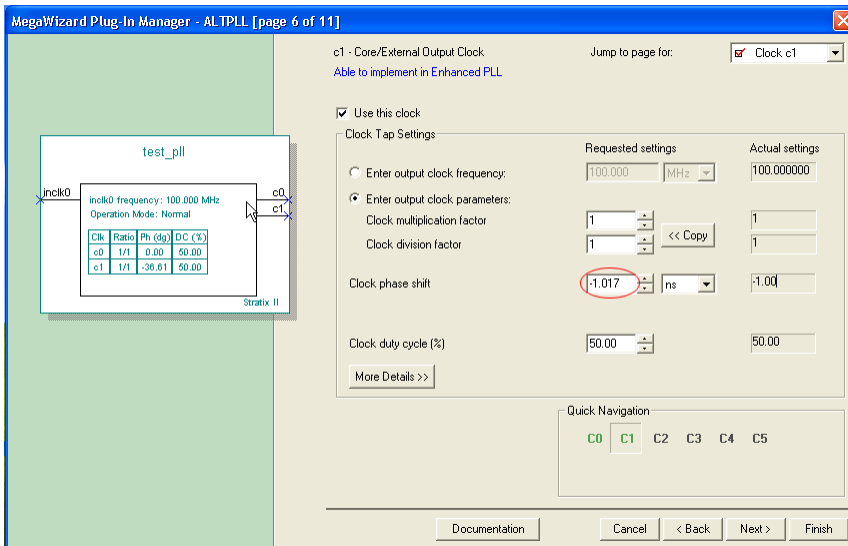 MegaWizard Plug-In Manager - ALTPLL [page 6 of 11]
c1 - Core/External Output Clock
Able to implement in Enhanced PLL
Jump to page for:
Clock c1
Use this clock
Clock Tap Settings
Requested settings
Actual settings
Enter output clock frequency:
100.000
MHz
100.000000
Enter output clock parameters:
Clock multiplication factor
1
1
<< Copy
Clock division factor
1
1
Clock phase shift
-1.017
ns
-1.00
Clock duty cycle (%)
50.00
50.00
More Details >>
Quick Navigation
C0 C1 C2 C3 C4 C5
Documentation
Cancel
< Back
Next >
Finish
test_pll
inclk0
c0
c1
inclk0 frequency: 100.000 MHz
Operation Mode: Normal
Clk Ratio Ph (dg) DC (%)
c0 1/1 0.00 50.00
c1 1/1 -36.61 50.00
Stratix II